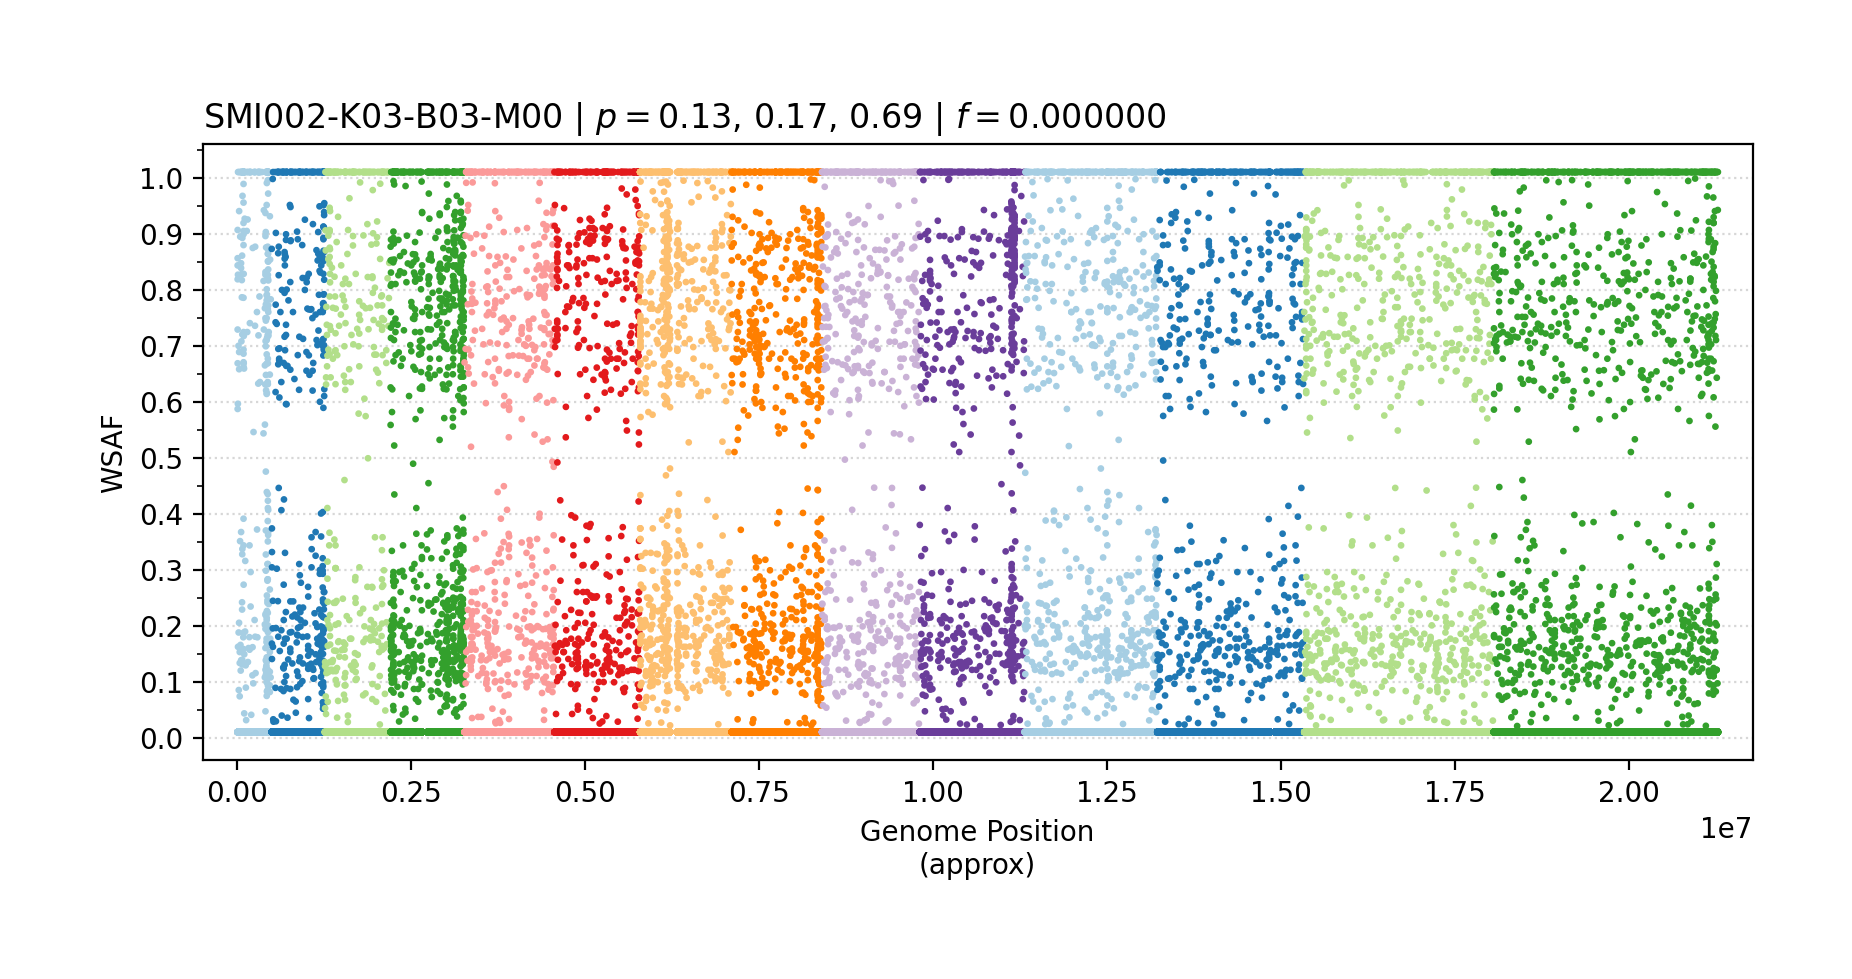 SMI002-K03-B03-M00 | p = 0.13, 0.17, 0.69 | f = 0.000000
1.0
0.9
0.8
0.7
0.6
0.5
0.4
0.3
0.2
0.1
0.0
WSAF
0.00 0.25 0.50 0.75 1.00 1.25 1.50 1.75 2.00
1e7
Genome Position
(approx)